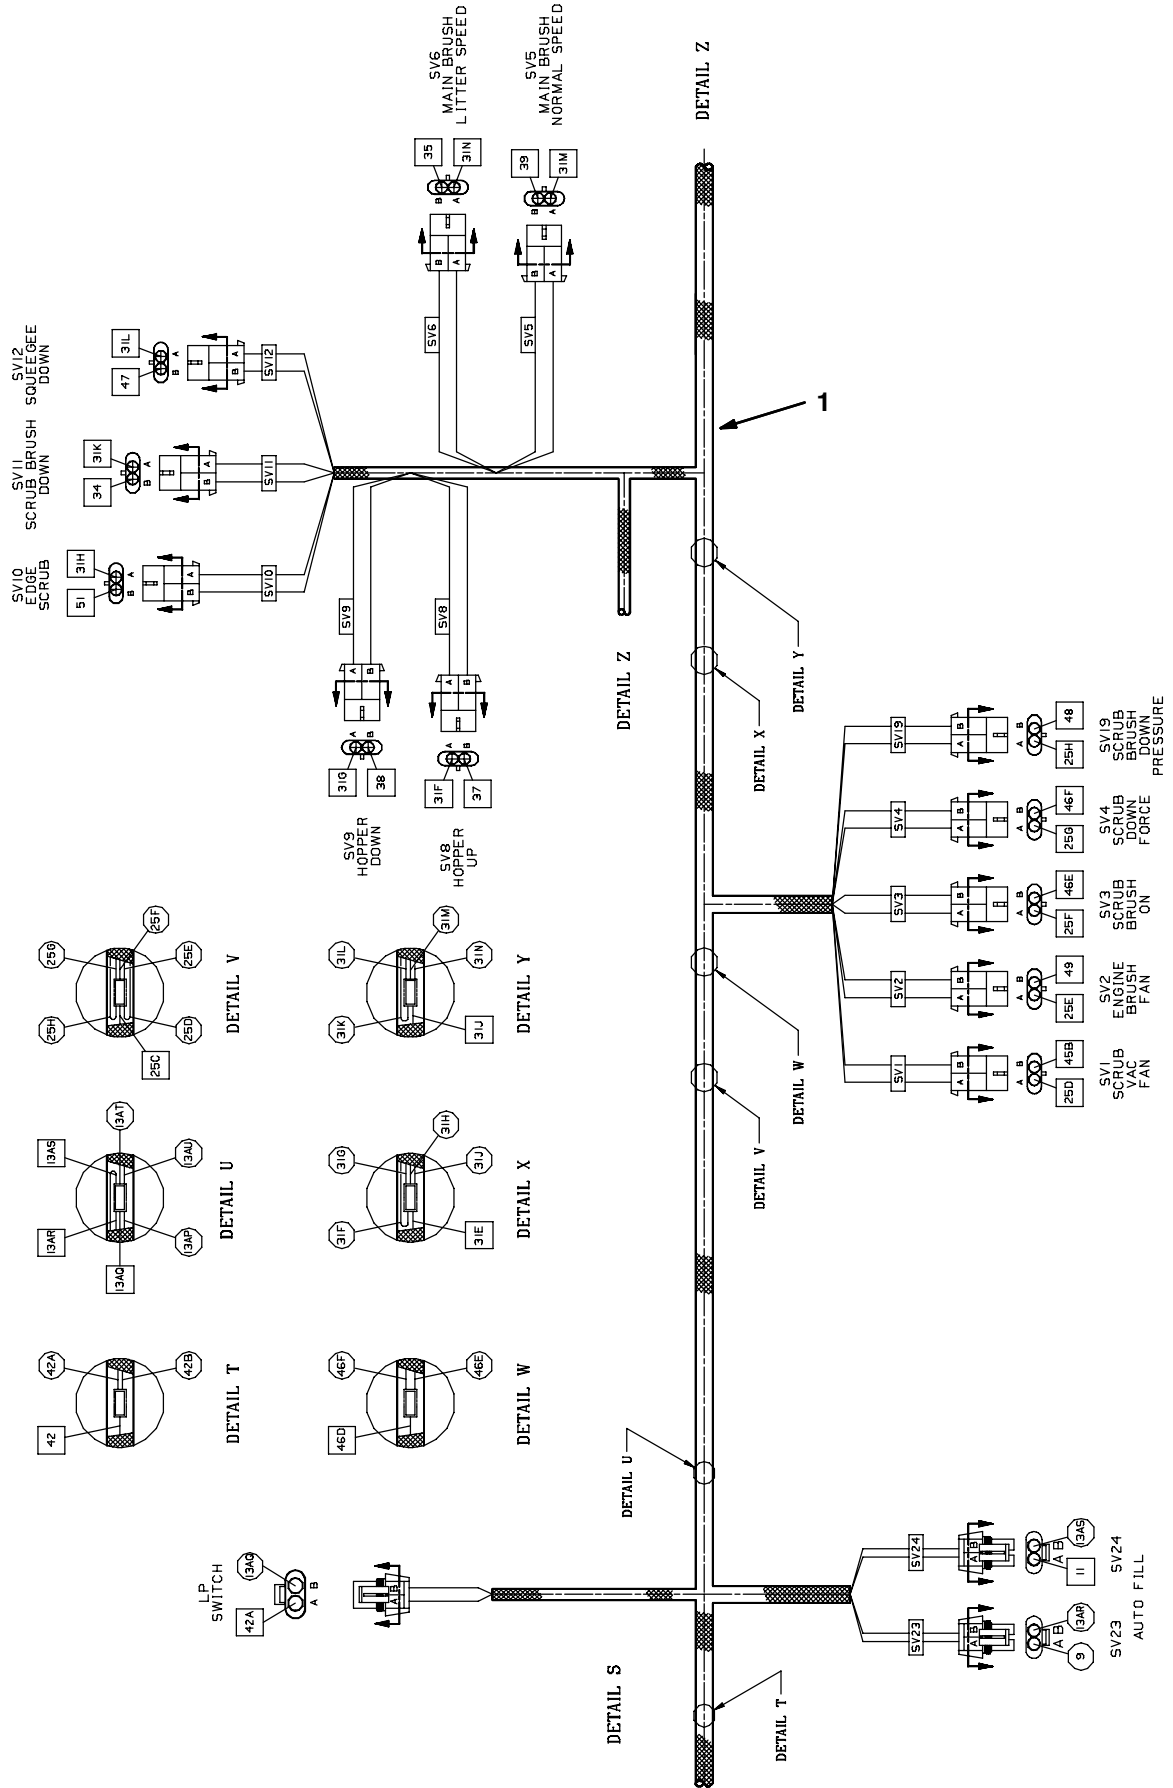 SV12
SQUEEGEE
DOWN
47
31L
B
A
B
A
SV12
SV11
SCRUB BRUSH
DOWN
34
31K
B
A
B
A
SV11
SV10
EDGE
SCRUB
51
31H
B
A
B
A
SV10
SV6
MAIN BRUSH
LITTER SPEED
35
31N
B
A
B
A
SV6
SV5
MAIN BRUSH
NORMAL SPEED
39
31M
B
A
B
A
SV5
SV9
A
B
A
B
31G
38
SV9
HOPPER
DOWN
SV8
A
B
A
B
31F
37
SV8
HOPPER
UP
DETAIL Z
DETAIL Z
1
DETAIL Y
DETAIL X
DETAIL W
DETAIL V
DETAIL U
DETAIL T
DETAIL S
25G
25F
25H
25E
25C
25D
DETAIL V
31L
31M
31K
31N
31J
DETAIL Y
13AS
13AT
13AR
13AU
13AQ
13AP
DETAIL U
31G
31H
31F
31J
31E
DETAIL X
42A
42
42B
DETAIL T
46F
46D
46E
DETAIL W
LP
SWITCH
42A
13AQ
A
B
A
B
SV19
A
B
A
B
25H
48
SV19
SCRUB
BRUSH
DOWN
PRESSURE
SV4
A
B
A
B
25G
46F
SV4
SCRUB
DOWN
FORCE
SV3
A
B
A
B
25F
46E
SV3
SCRUB
BRUSH
ON
SV2
A
B
A
B
25E
49
SV2
ENGINE
BRUSH
FAN
SV1
A
B
A
B
25D
45B
SV1
SCRUB
VAC
FAN
SV24
A
B
A
B
11
13AS
SV24
SV23
A
B
A
B
9
13AR
SV23
AUTO FILL